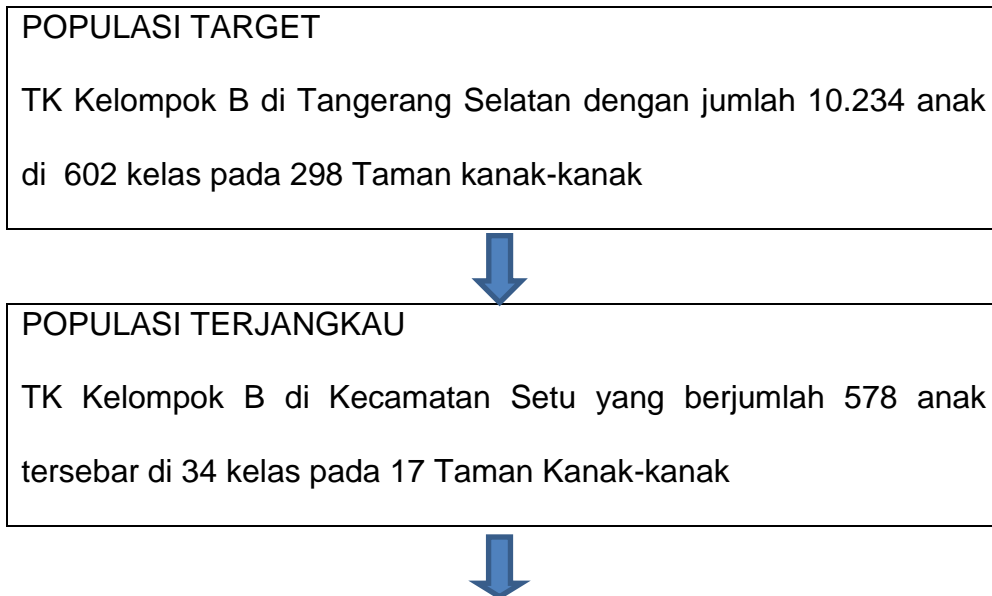 POPULASI TARGET
TK Kelompok B di Tangerang Selatan dengan jumlah 10.234 anak
di 602 kelas pada 298 Taman kanak-kanak
POPULASI TERJANGKAU
TK Kelompok B di Kecamatan Setu yang berjumlah 578 anak
tersebar di 34 kelas pada 17 Taman Kanak-kanak